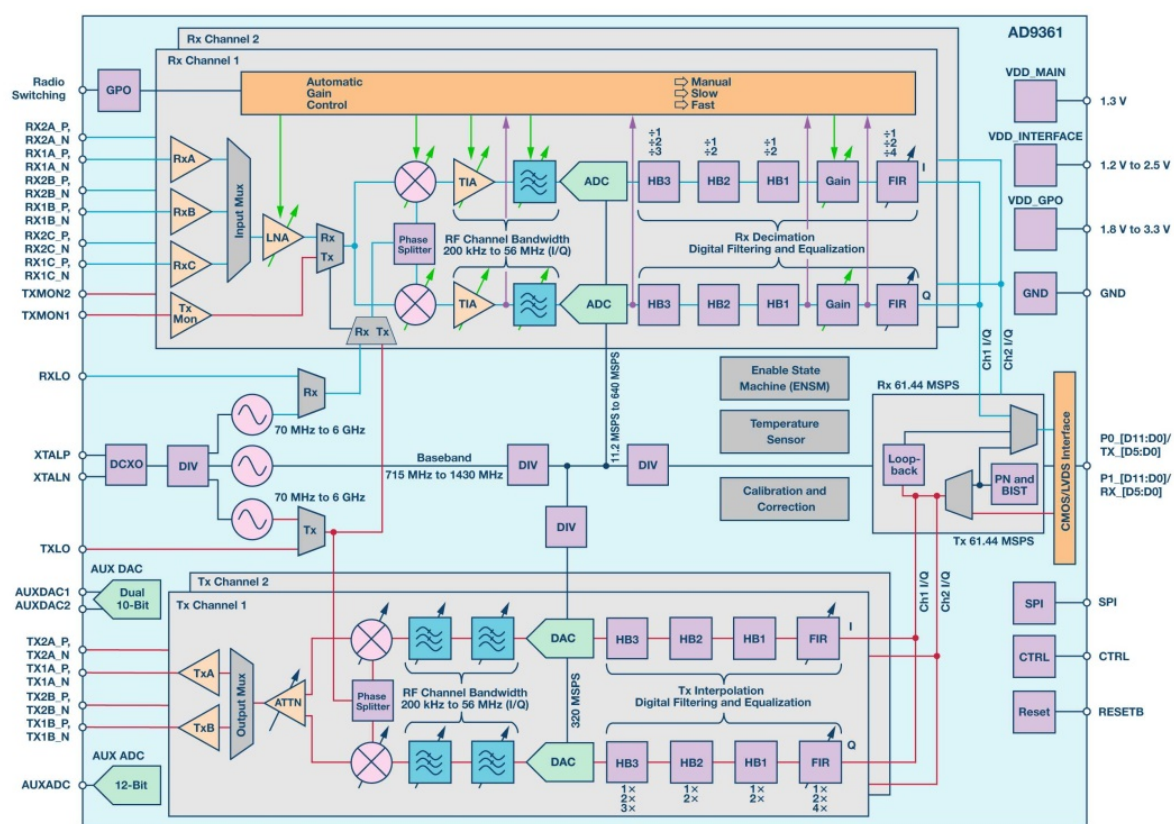 AD9361
Rx Channel 2
Rx Channel 1
Radio
Switching
GPO
Automatic
Gain
Control
Manual
Slow
Fast
VDD_MAIN
1.3 V
VDD_INTERFACE
1.2 V to 2.5 V
VDD_GPO
1.8 V to 3.3 V
GND
GND
RX2A_P,
RX2A_N
RX1A_P,
RX1A_N
RX2B_P,
RX2B_N
RX1B_P,
RX1B_N
RX2C_P,
RX2C_N
RX1C_P,
RX1C_N
TXMON2
TXMON1
RxA
RxB
RxC
Tx
Mon
Input Mux
LNA
Rx
Tx
Phase
Splitter
Rx Tx
TIA
ADC
÷1
÷2
÷3
÷1
÷2
÷1
÷2
÷1
÷2
÷4
HB3
HB2
HB1
Gain
FIR
I
RF Channel Bandwidth
200 kHz to 56 MHz (I/Q)
Rx Decimation
Digital Filtering and Equalization
TIA
ADC
HB3
HB2
HB1
Gain
FIR
Q
Ch1 I/Q
Ch2 I/Q
RXLO
Rx
70 MHz to 6 GHz
XTALP
XTALN
DCXO
DIV
Baseband
715 MHz to 1430 MHz
DIV
11.2 MSPS to 640 MSPS
DIV
DIV
70 MHz to 6 GHz
Tx
TXLO
Enable State
Machine (ENSM)
Temperature
Sensor
Calibration and
Correction
Rx 61.44 MSPS
Loop-
back
PN and
BIST
Tx 61.44 MSPS
CMOS/LVDS Interface
P0_[D11:D0]/
TX_[D5:D0]
P1_[D11:D0]/
RX_[D5:D0]
Ch1 I/Q
Ch2 I/Q
AUX DAC
AUXDAC1
AUXDAC2
Dual
10-Bit
Tx Channel 2
Tx Channel 1
TX2A_P,
TX2A_N
TX1A_P,
TX1A_N
TX2B_P,
TX2B_N
TX1B_P,
TX1B_N
TxA
TxB
Output Mux
ATTN
Phase
Splitter
RF Channel Bandwidth
200 kHz to 56 MHz (I/Q)
DAC
320 MSPS
DAC
HB3
HB2
HB1
FIR
I
Tx Interpolation
Digital Filtering and Equalization
HB3
HB2
HB1
FIR
Q
1×
2×
3×
1×
2×
1×
2×
1×
2×
4×
AUX ADC
AUXADC
12-Bit
SPI
SPI
CTRL
CTRL
Reset
RESETB